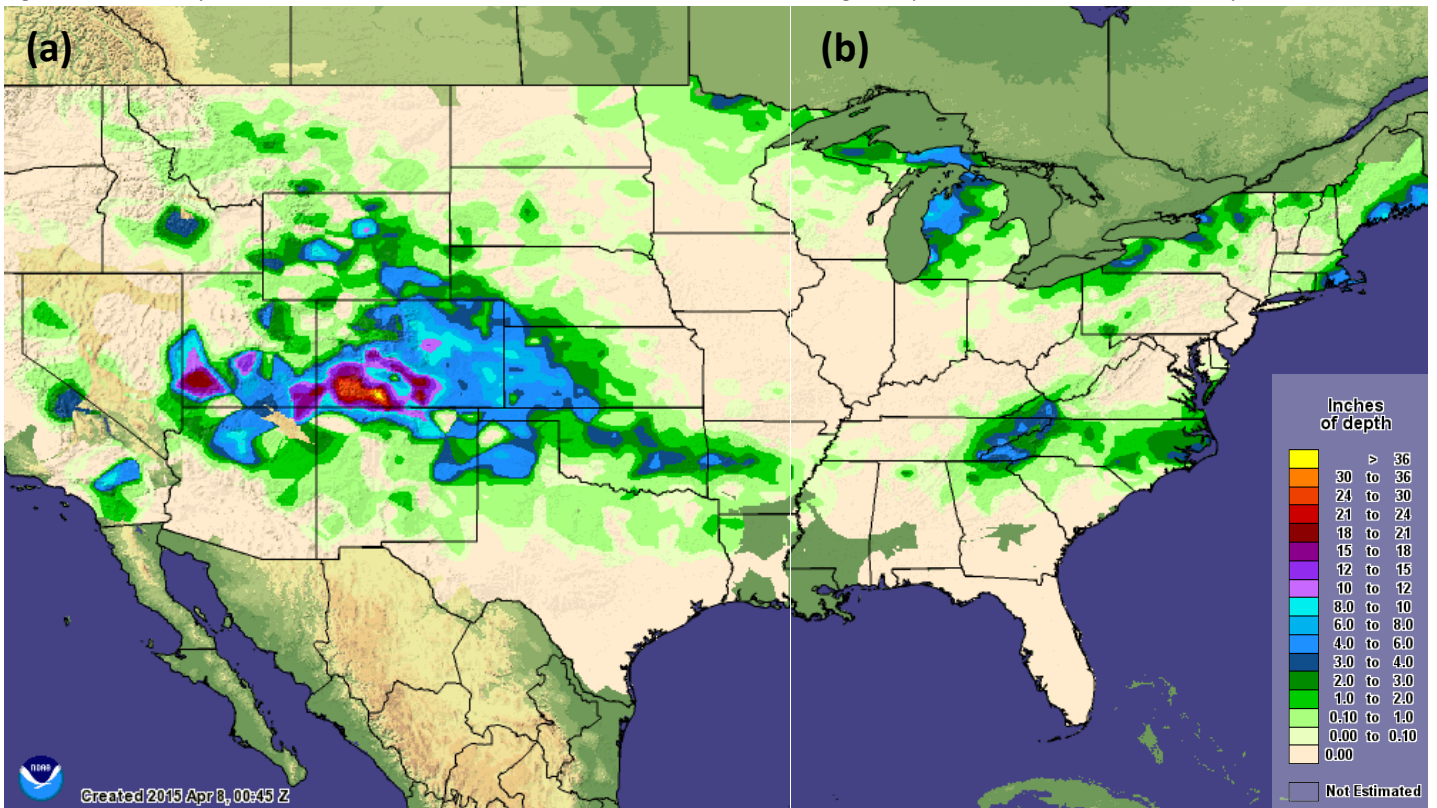 (a)
(b)
Inches
of depth
> 36
30 to 36
24 to 30
21 to 24
18 to 21
15 to 18
12 to 15
10 to 12
8.0 to 10
6.0 to 8.0
4.0 to 6.0
3.0 to 4.0
2.0 to 3.0
1.0 to 2.0
0.10 to 1.0
0.00 to 0.10
0.00
Not Estimated
NOAA
Created 2015 Apr 8, 00:45 Z